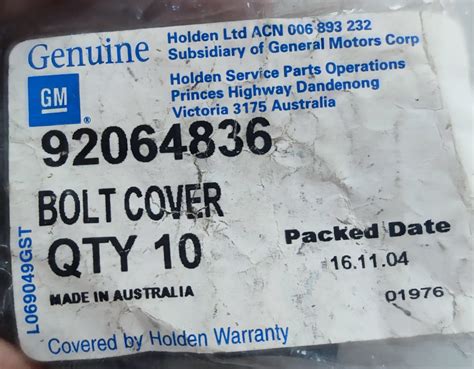 Genuine
GM
®
Holden Ltd ACN 006 893 232
Subsidiary of General Motors Corp
Holden Service Parts Operations
Princes Highway Dandenong
Victoria 3175 Australia
92064836
BOLT COVER
QTY 10
Packed Date
16.11.04
MADE IN AUSTRALIA
01976
Covered by Holden Warranty
L069049GST